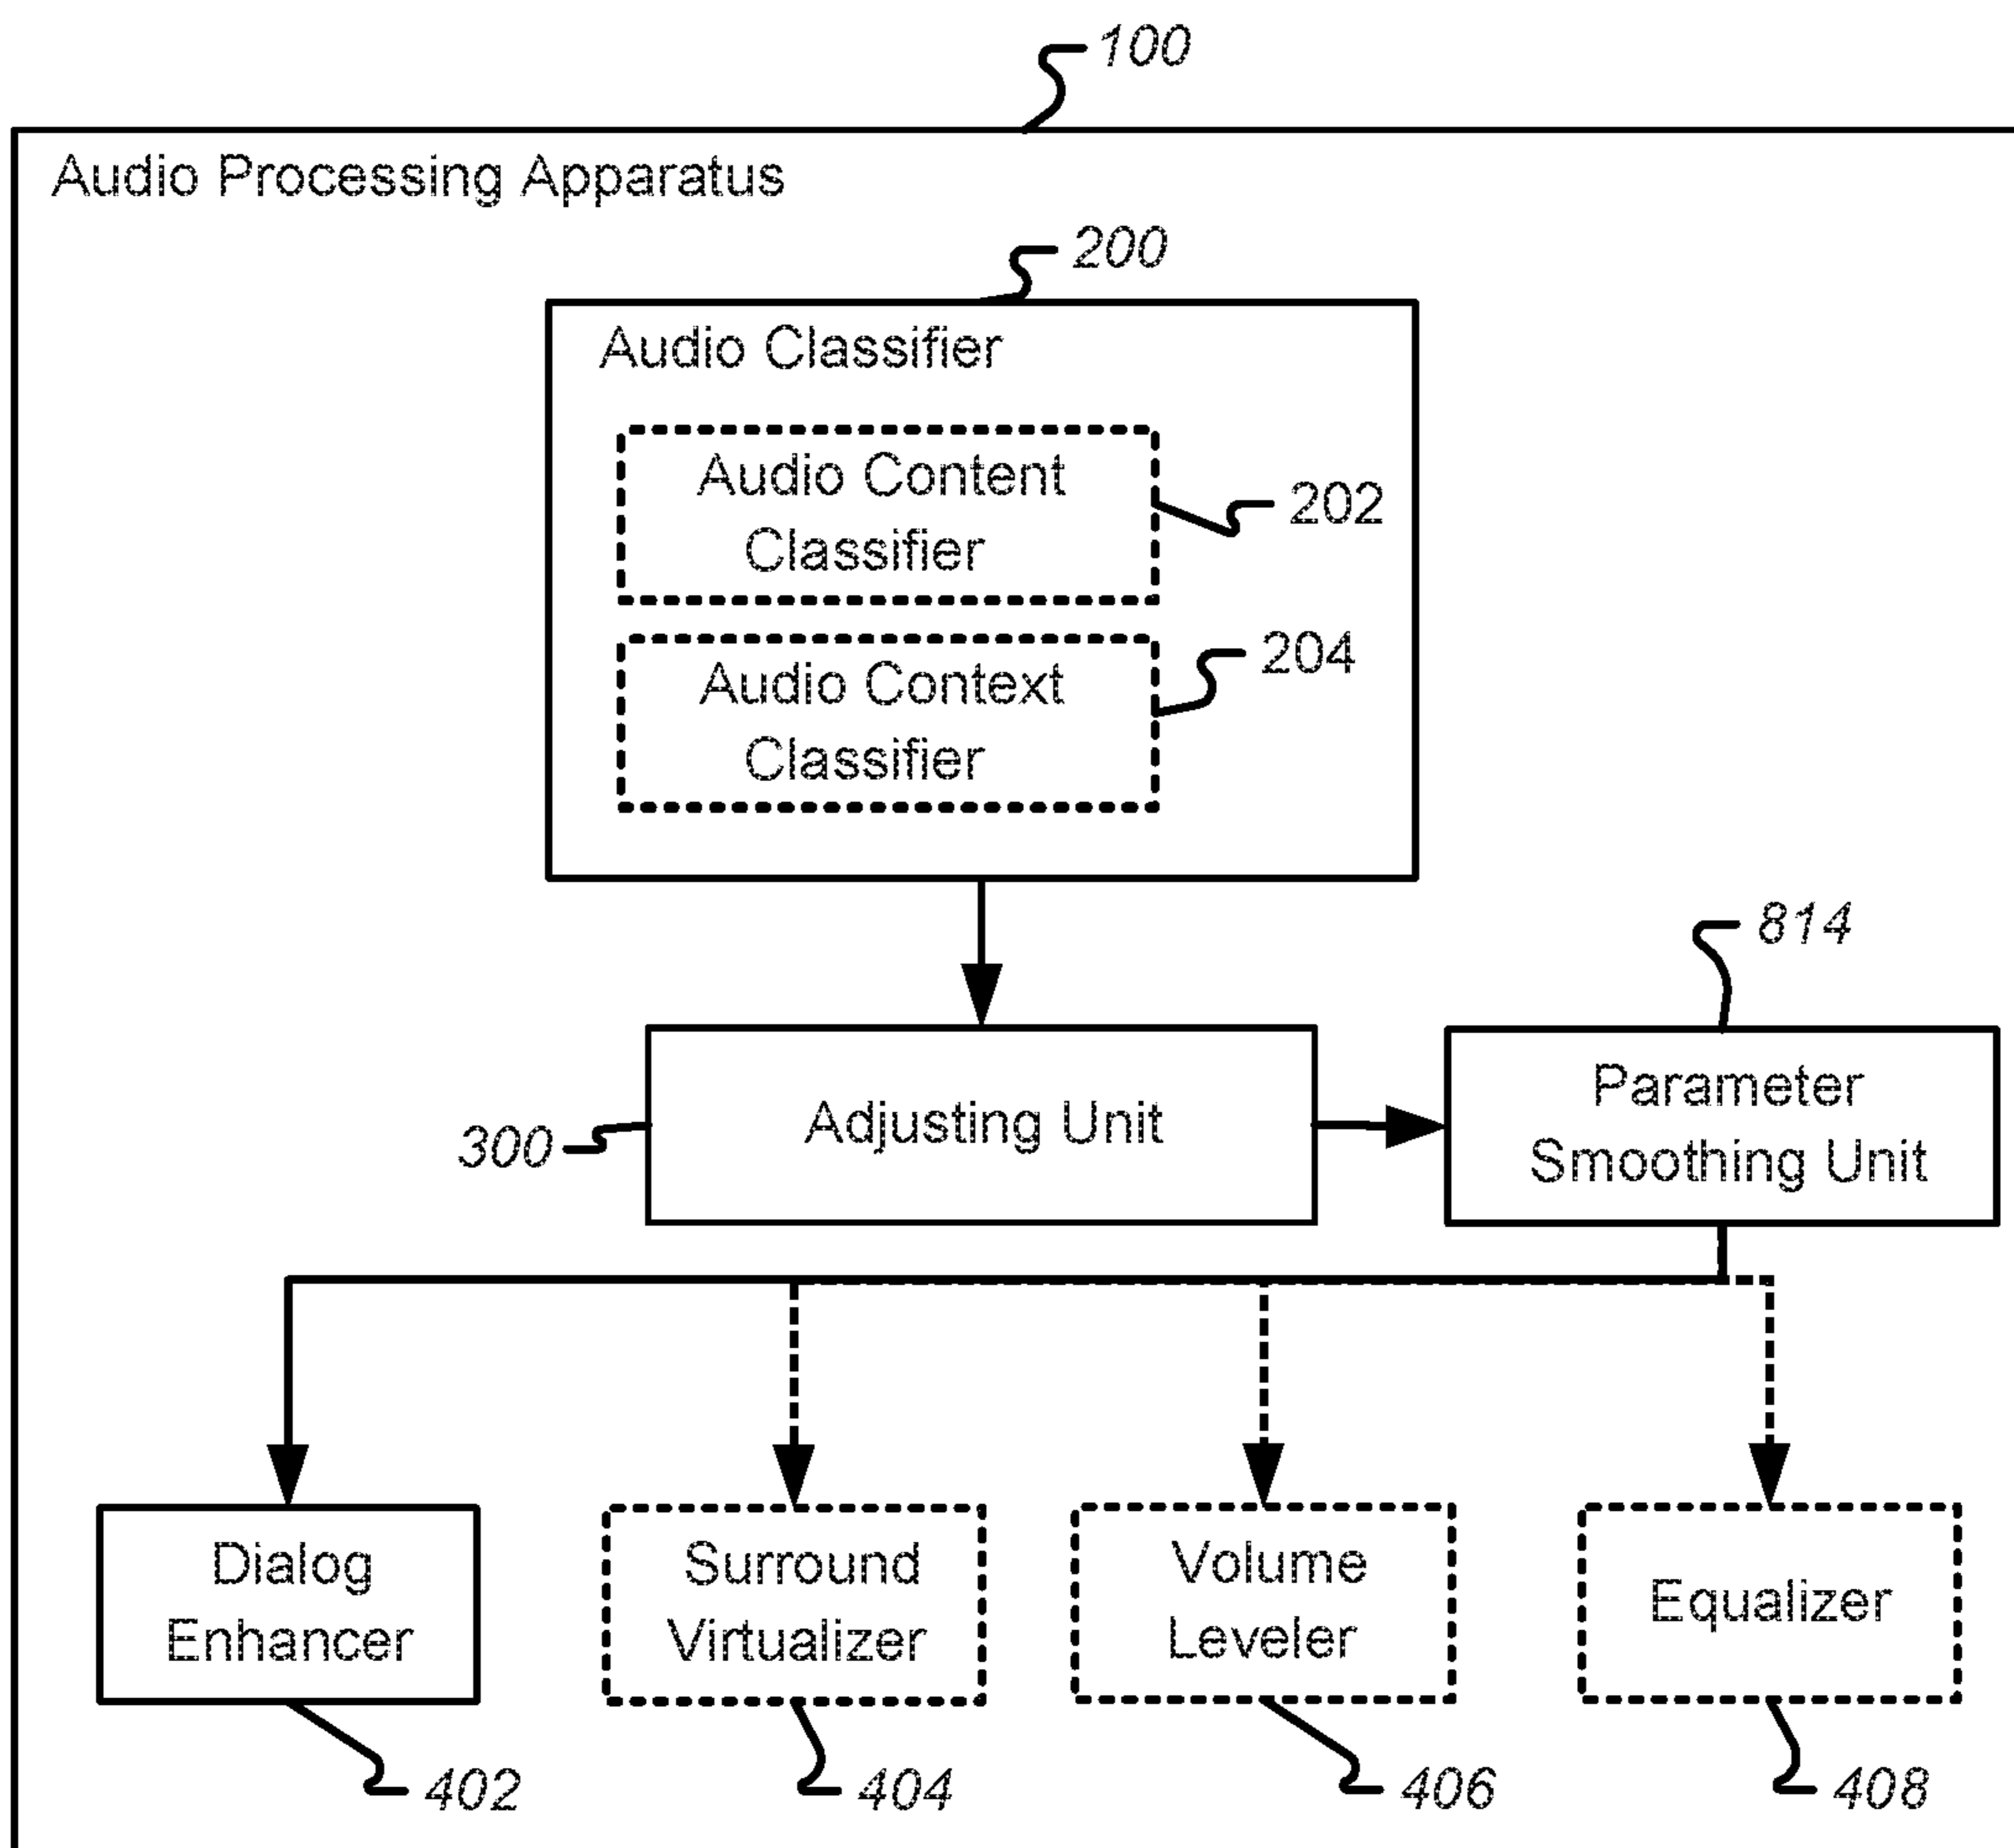 100
Audio Processing Apparatus
200
Audio Classifier
Audio Content
Classifier
202
Audio Context
Classifier
204
814
300
Adjusting Unit
Parameter
Smoothing Unit
Dialog
Enhancer
Surround
Virtualizer
Volume
Leveler
Equalizer
402
404
406
408